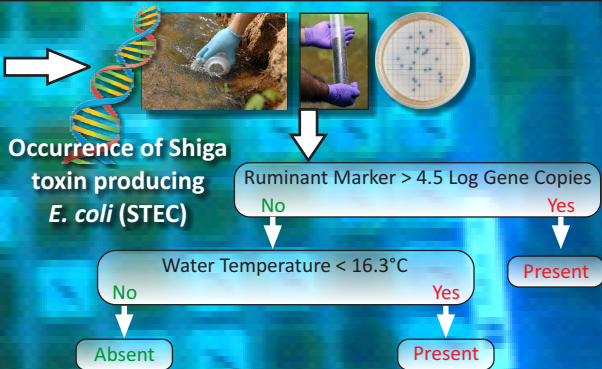 Occurrence of Shiga
toxin producing
E. coli (STEC)
Ruminant Marker > 4.5 Log Gene Copies
No
Yes
Present
Water Temperature < 16.3°C
No
Yes
Absent
Present